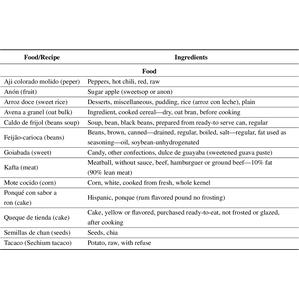 Food/Recipe Ingredients
Food
Aji colorado molido (peper) Peppers, hot chili, red, raw
Anón (fruit) Sugar apple (sweetsop or anon)
Arroz doce (sweet rice) Desserts, miscellaneous, pudding, rice (arroz con leche), plain
Avena a granel (oat bulk) Ingredient, cooked cereal—dry, oat bran, before cooking
Caldo de frijol (beans soup) Soup, bean, black beans, prepared from ready-to serve can, regular
Feijão-carioca (beans) Beans, brown, canned—drained, regular, boiled, salt—regular, fat used as
seasoning—oil, soybean-unhydrogenated
Goiabada (sweet) Candy, other confections, dulce de guayaba (sweetened guava paste)
Kafta (meat) Meatball, without sauce, beef, hamburguer or ground beef—10% fat
(90% lean meat)
Mote cocido (corn) Corn, white, cooked from fresh, whole kernel
Ponqué con sabor a
ron (cake) Hispanic, ponque (rum flavored pound no frosting)
Queque de tienda (cake) Cake, yellow or flavored, purchased ready-to-eat, not frosted or glazed,
after cooking
Semillas de chan (seeds) Seeds, chia
Tacaco (Sechium tacaco) Potato, raw, with refuse